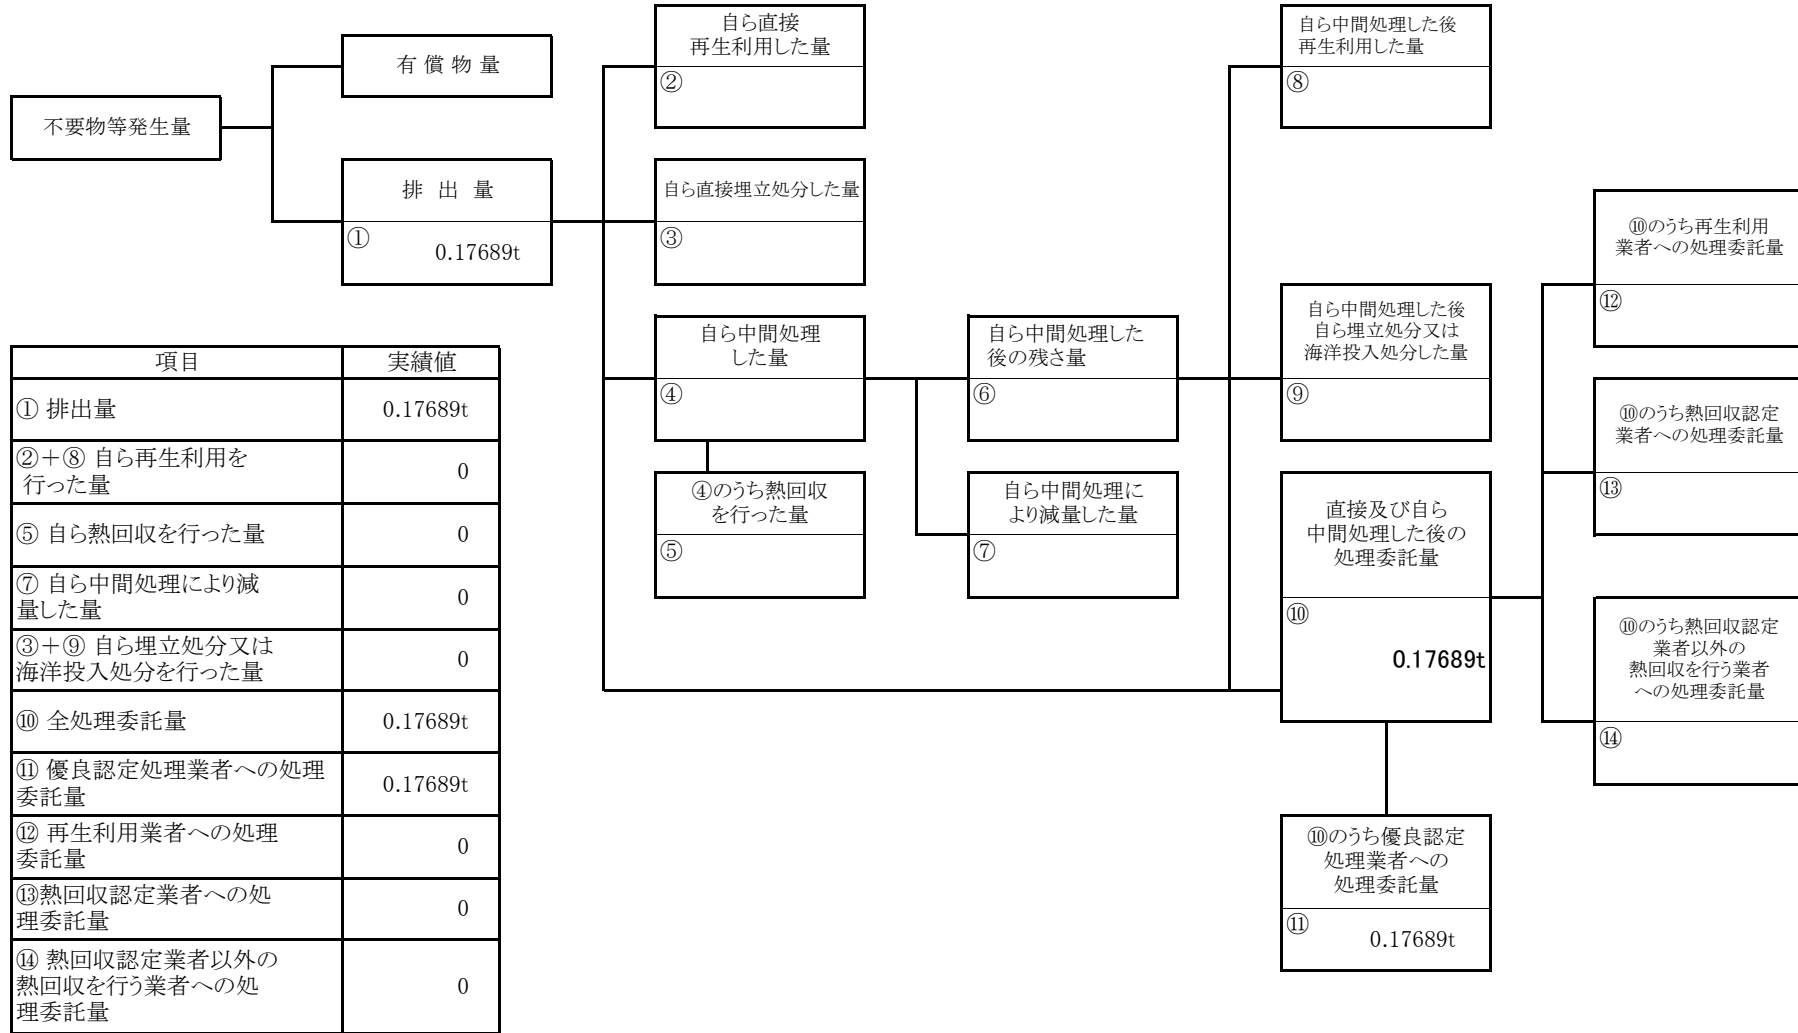 自ら直接
再生利用した量
②
自ら中間処理した後
再生利用した量
⑧
有 償 物 量
不要物等発生量
排 出 量
①
0.17689t
自ら直接埋立処分した量
③
⑩のうち再生利用
業者への処理委託量
⑫
自ら中間処理
した量
④
自ら中間処理した
後の残さ量
⑥
自ら中間処理した後
自ら埋立処分又は
海洋投入処分した量
⑨
⑩のうち熱回収認定
業者への処理委託量
⑬
④のうち熱回収
を行った量
⑤
自ら中間処理に
より減量した量
⑦
直接及び自ら
中間処理した後の
処理委託量
⑩
0.17689t
⑩のうち熱回収認定
業者以外の
熱回収を行う業者
への処理委託量
⑭
⑩のうち優良認定
処理業者への
処理委託量
⑪
0.17689t
項目 実績値
① 排出量 0.17689t
②＋⑧ 自ら再生利用を
行った量 0
⑤ 自ら熱回収を行った量 0
⑦ 自ら中間処理により減
量した量 0
③＋⑨ 自ら埋立処分又は
海洋投入処分を行った量 0
⑩ 全処理委託量 0.17689t
⑪ 優良認定処理業者への処理
委託量 0.17689t
⑫ 再生利用業者への処理
委託量 0
⑬熱回収認定業者への処
理委託量 0
⑭ 熱回収認定業者以外の
熱回収を行う業者への処
理委託量 0